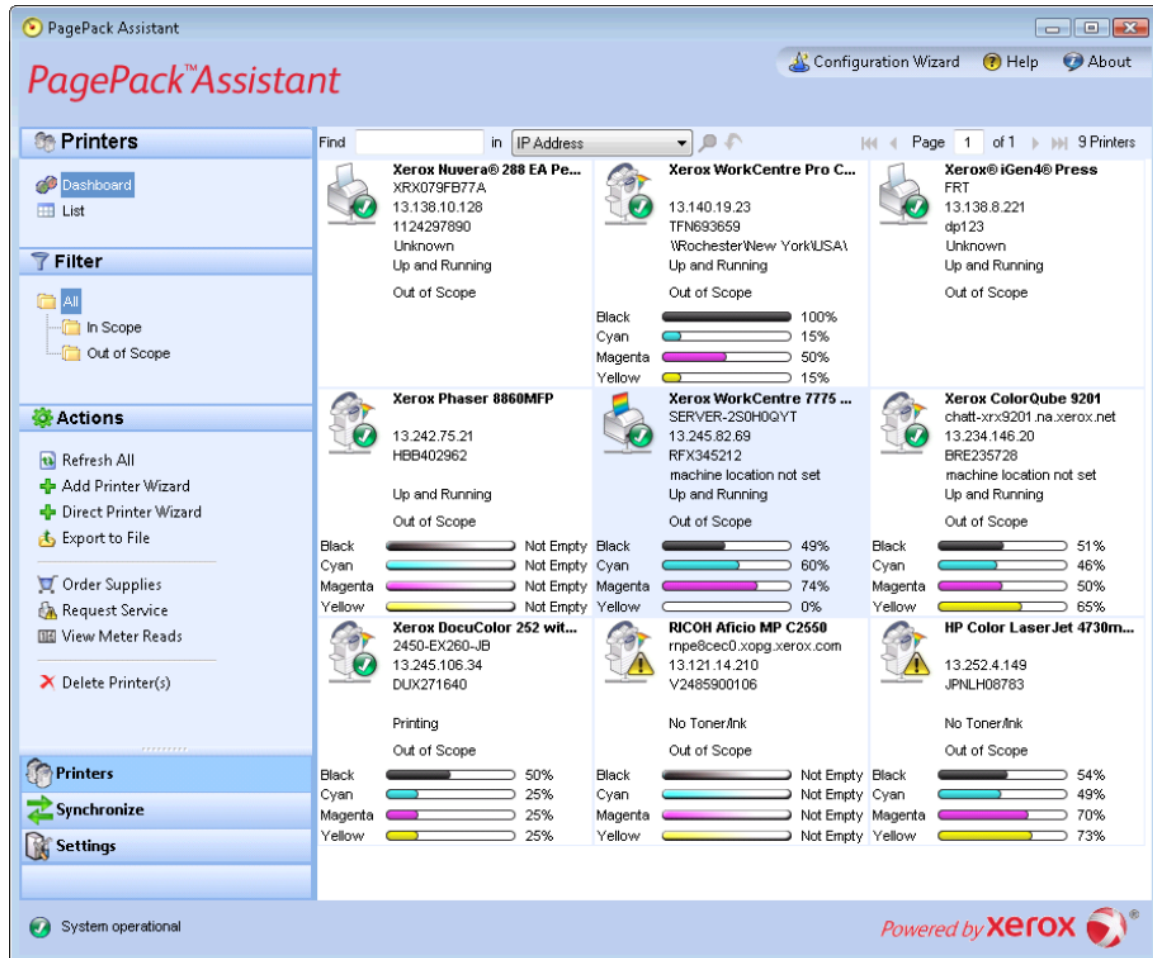 PagePack Assistant
PagePack™Assistant
Configuration Wizard
Help
About
Printers
Dashboard
List
Filter
All
In Scope
Out of Scope
Actions
Refresh All
Add Printer Wizard
Direct Printer Wizard
Export to File
Order Supplies
Request Service
View Meter Reads
Delete Printer(s)
Printers
Synchronize
Settings
Find in IP Address Page 1 of 1 9 Printers
Xerox Nuvera® 288 EA Pe...
XRX079FB77A
13.138.10.128
1124297890
Unknown
Up and Running
Out of Scope
Xerox WorkCentre Pro C...
13.140.19.23
TFN693659
\\Rochester\New York\USA\
Up and Running
Out of Scope
Black 100%
Cyan 15%
Magenta 50%
Yellow 15%
Xerox® iGen4® Press
FRT
13.138.8.221
dp123
Unknown
Up and Running
Out of Scope
Xerox Phaser 8860MFP
13.242.75.21
HBB402962
Up and Running
Out of Scope
Black Not Empty
Cyan Not Empty
Magenta Not Empty
Yellow Not Empty
Xerox WorkCentre 7775 ...
SERVER-2S0H0QYT
13.245.82.69
RFX345212
machine location not set
Up and Running
Out of Scope
Black 49%
Cyan 60%
Magenta 74%
Yellow 0%
Xerox ColorQube 9201
chatt-xrx9201.na.xerox.net
13.234.146.20
BRE235728
machine location not set
Up and Running
Out of Scope
Black 51%
Cyan 46%
Magenta 50%
Yellow 65%
Xerox DocuColor 252 wit...
2450-EX260-JB
13.245.106.34
DUX271640
Printing
Out of Scope
Black 50%
Cyan 25%
Magenta 25%
Yellow 25%
RICOH Aficio MP C2550
rnpe8cec0.xopg.xerox.com
13.121.14.210
V2485900106
No Toner/Ink
Out of Scope
Black Not Empty
Cyan Not Empty
Magenta Not Empty
Yellow Not Empty
HP Color LaserJet 4730m...
13.252.4.149
JPNLH08783
No Toner/Ink
Out of Scope
Black 54%
Cyan 49%
Magenta 70%
Yellow 73%
System operational
Powered by xerox ®